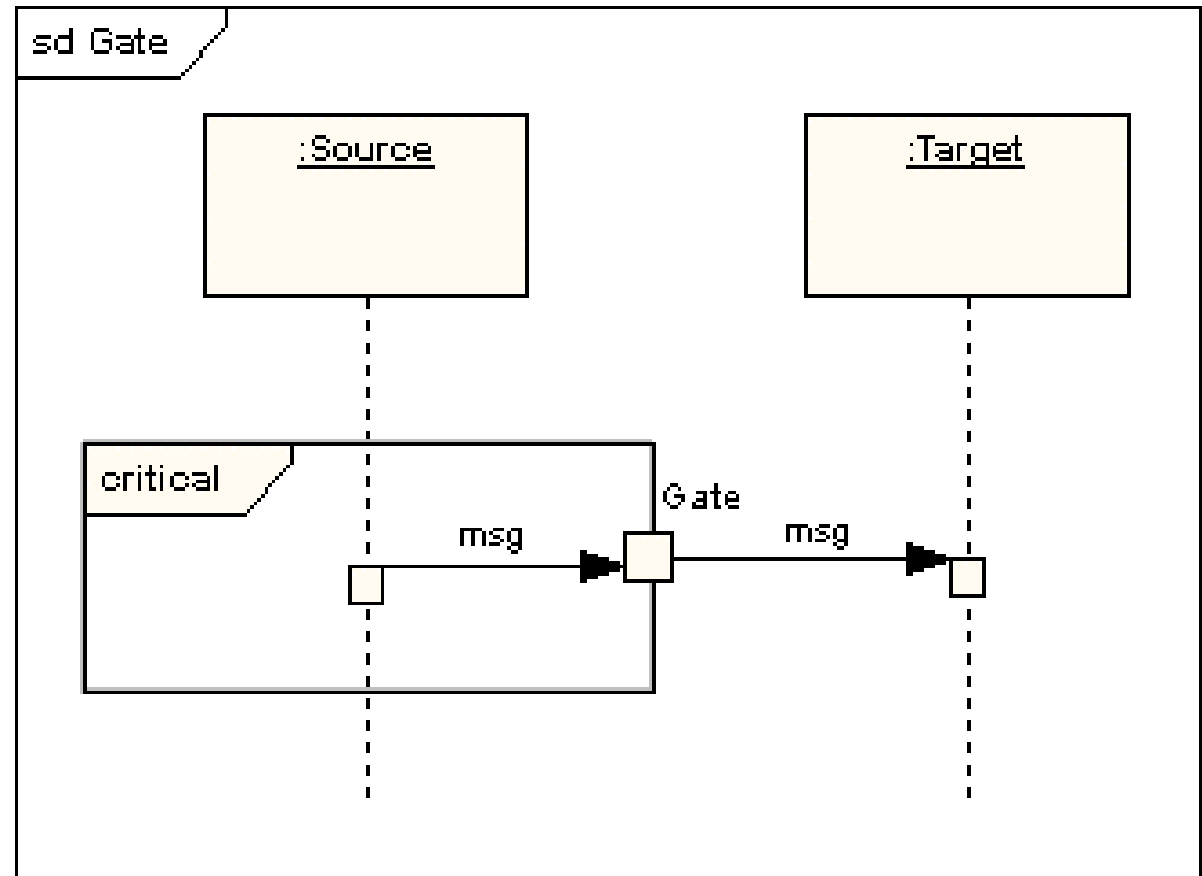 sd Gate
:Source
:Target
critical
Gate
msg
msg